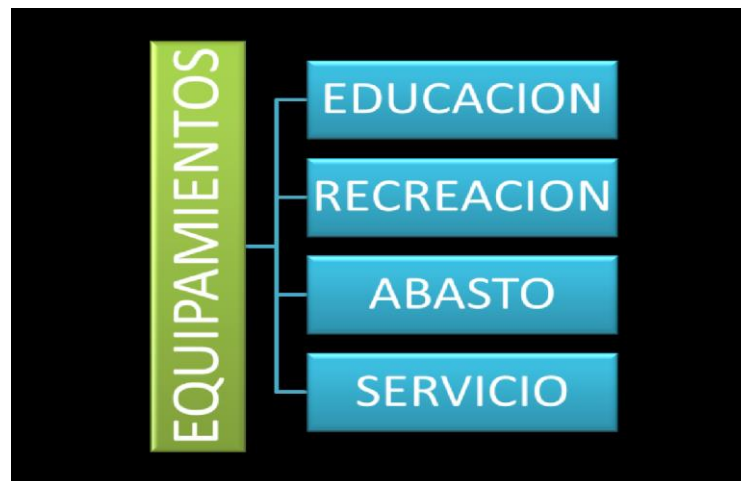 EQUIPAMIENTOS
EDUCACION
RECREACION
ABASTO
SERVICIO